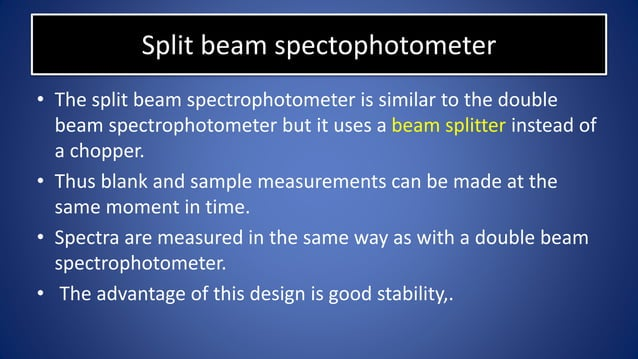 Split beam spectophotometer
• The split beam spectrophotometer is similar to the double
beam spectrophotometer but it uses a beam splitter instead of
a chopper.
• Thus blank and sample measurements can be made at the
same moment in time.
• Spectra are measured in the same way as with a double beam
spectrophotometer.
• The advantage of this design is good stability,.